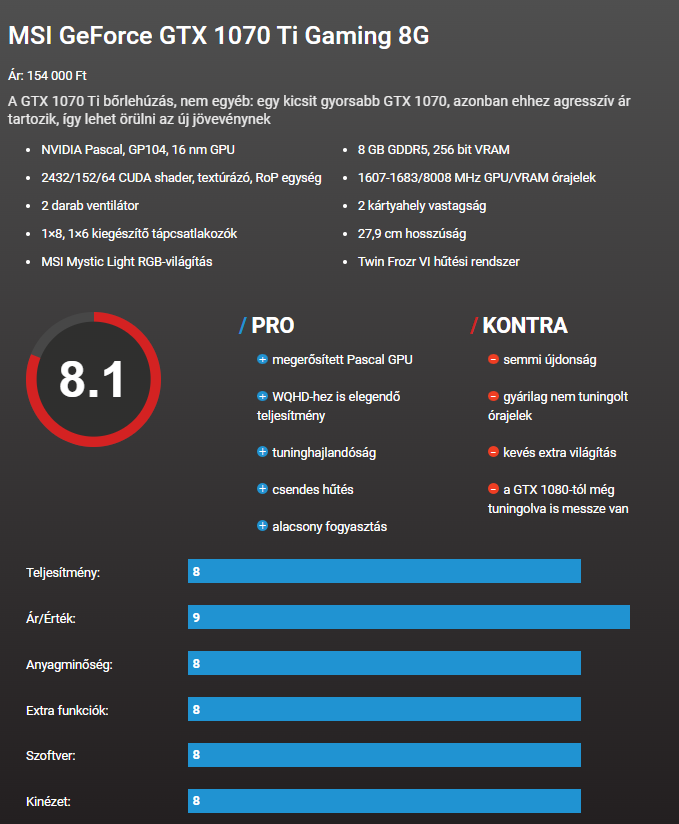 MSI GeForce GTX 1070 Ti Gaming 8G
Ár: 154 000 Ft
A GTX 1070 Ti bőrlehúzás, nem egyéb: egy kicsit gyorsabb GTX 1070, azonban ehhez agresszív ár
tartozik, így lehet örülni az új jövevénynek
• NVIDIA Pascal, GP104, 16 nm GPU
• 2432/152/64 CUDA shader, textúrázó, RoP egység
• 2 darab ventilátor
• 1×8, 1×6 kiegészítő tápcsatlakozók
• MSI Mystic Light RGB-világítás
• 8 GB GDDR5, 256 bit VRAM
• 1607-1683/8008 MHz GPU/VRAM órajelek
• 2 kártyahely vastagság
• 27,9 cm hosszúság
• Twin Frozr VI hűtési rendszer
8.1
/ PRO
+ megerősített Pascal GPU
+ WQHD-hez is elegendő
teljesítmény
+ tuninghajlandóság
+ csendes hűtés
+ alacsony fogyasztás
/ KONTRA
- semmi újdonság
- gyárilag nem tuningolt
órajelek
- kevés extra világítás
- a GTX 1080-tól még
tuningolva is messze van
Teljesítmény: 8
Ár/Érték: 9
Anyagminőség: 8
Extra funkciók: 8
Szoftver: 8
Kinézet: 8